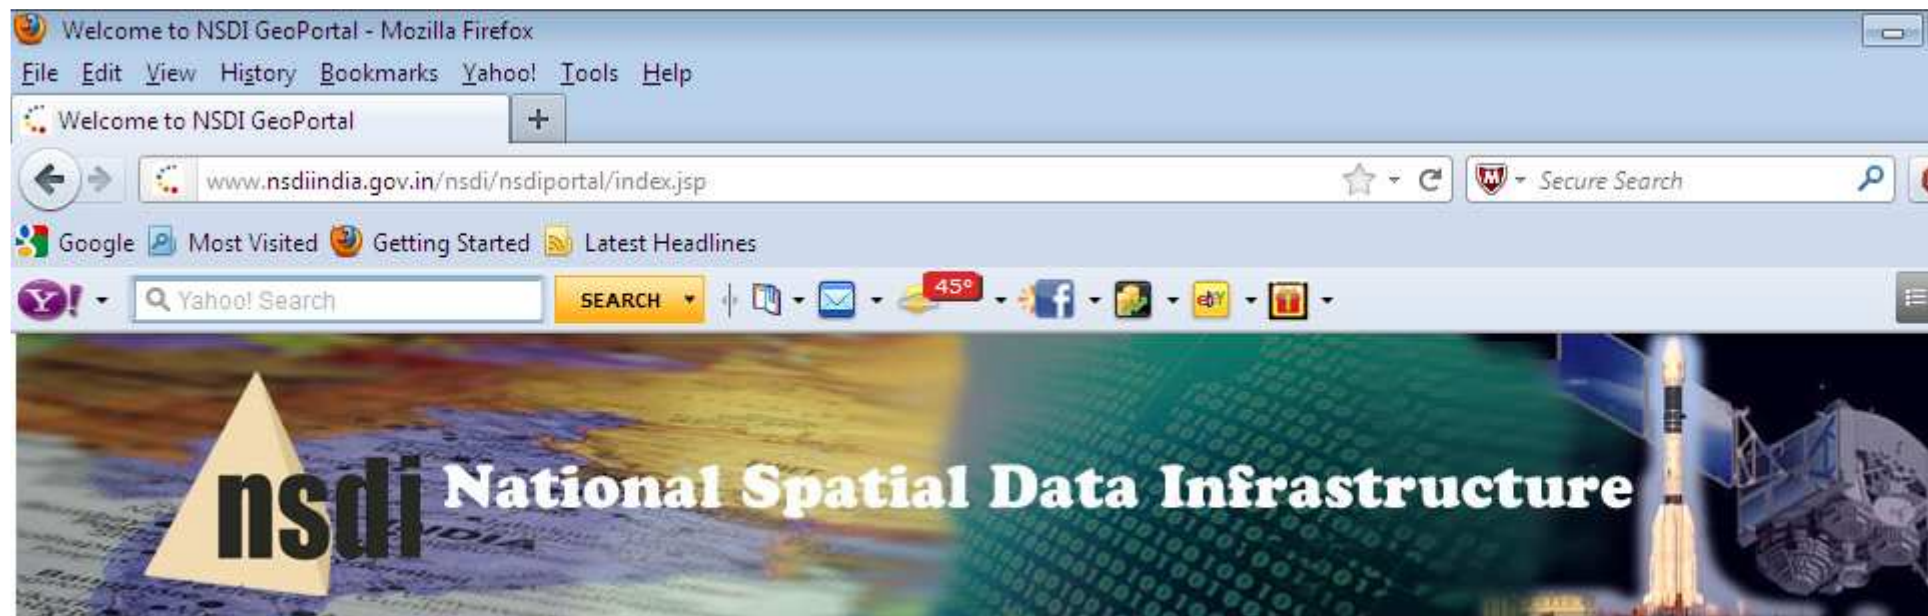 Welcome to NSDI GeoPortal - Mozilla Firefox
File Edit View History Bookmarks Yahoo! Tools Help
Welcome to NSDI GeoPortal +
www.nsdiindia.gov.in/nsdi/nsdiportal/index.jsp Secure Search
Google Most Visited Getting Started Latest Headlines
Y! Yahoo! Search SEARCH 45° f ebY
nsdi National Spatial Data Infrastructure
INDIA